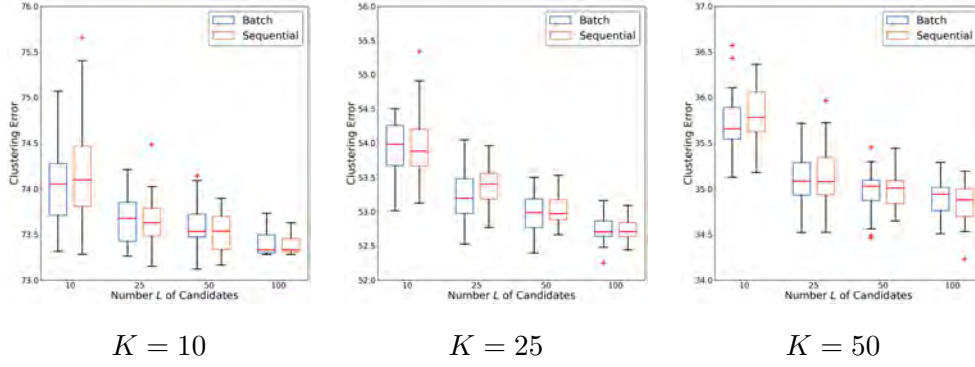 76.0
75.5
75.0
74.5
74.0
73.5
73.0
Clustering Error
Batch
Sequential
10 25 50 100
Number L of Candidates
K = 10
56.0
55.5
55.0
54.5
54.0
53.5
53.0
52.5
52.0
Clustering Error
Batch
Sequential
10 25 50 100
Number L of Candidates
K = 25
37.0
36.5
36.0
35.5
35.0
34.5
34.0
Clustering Error
Batch
Sequential
10 25 50 100
Number L of Candidates
K = 50